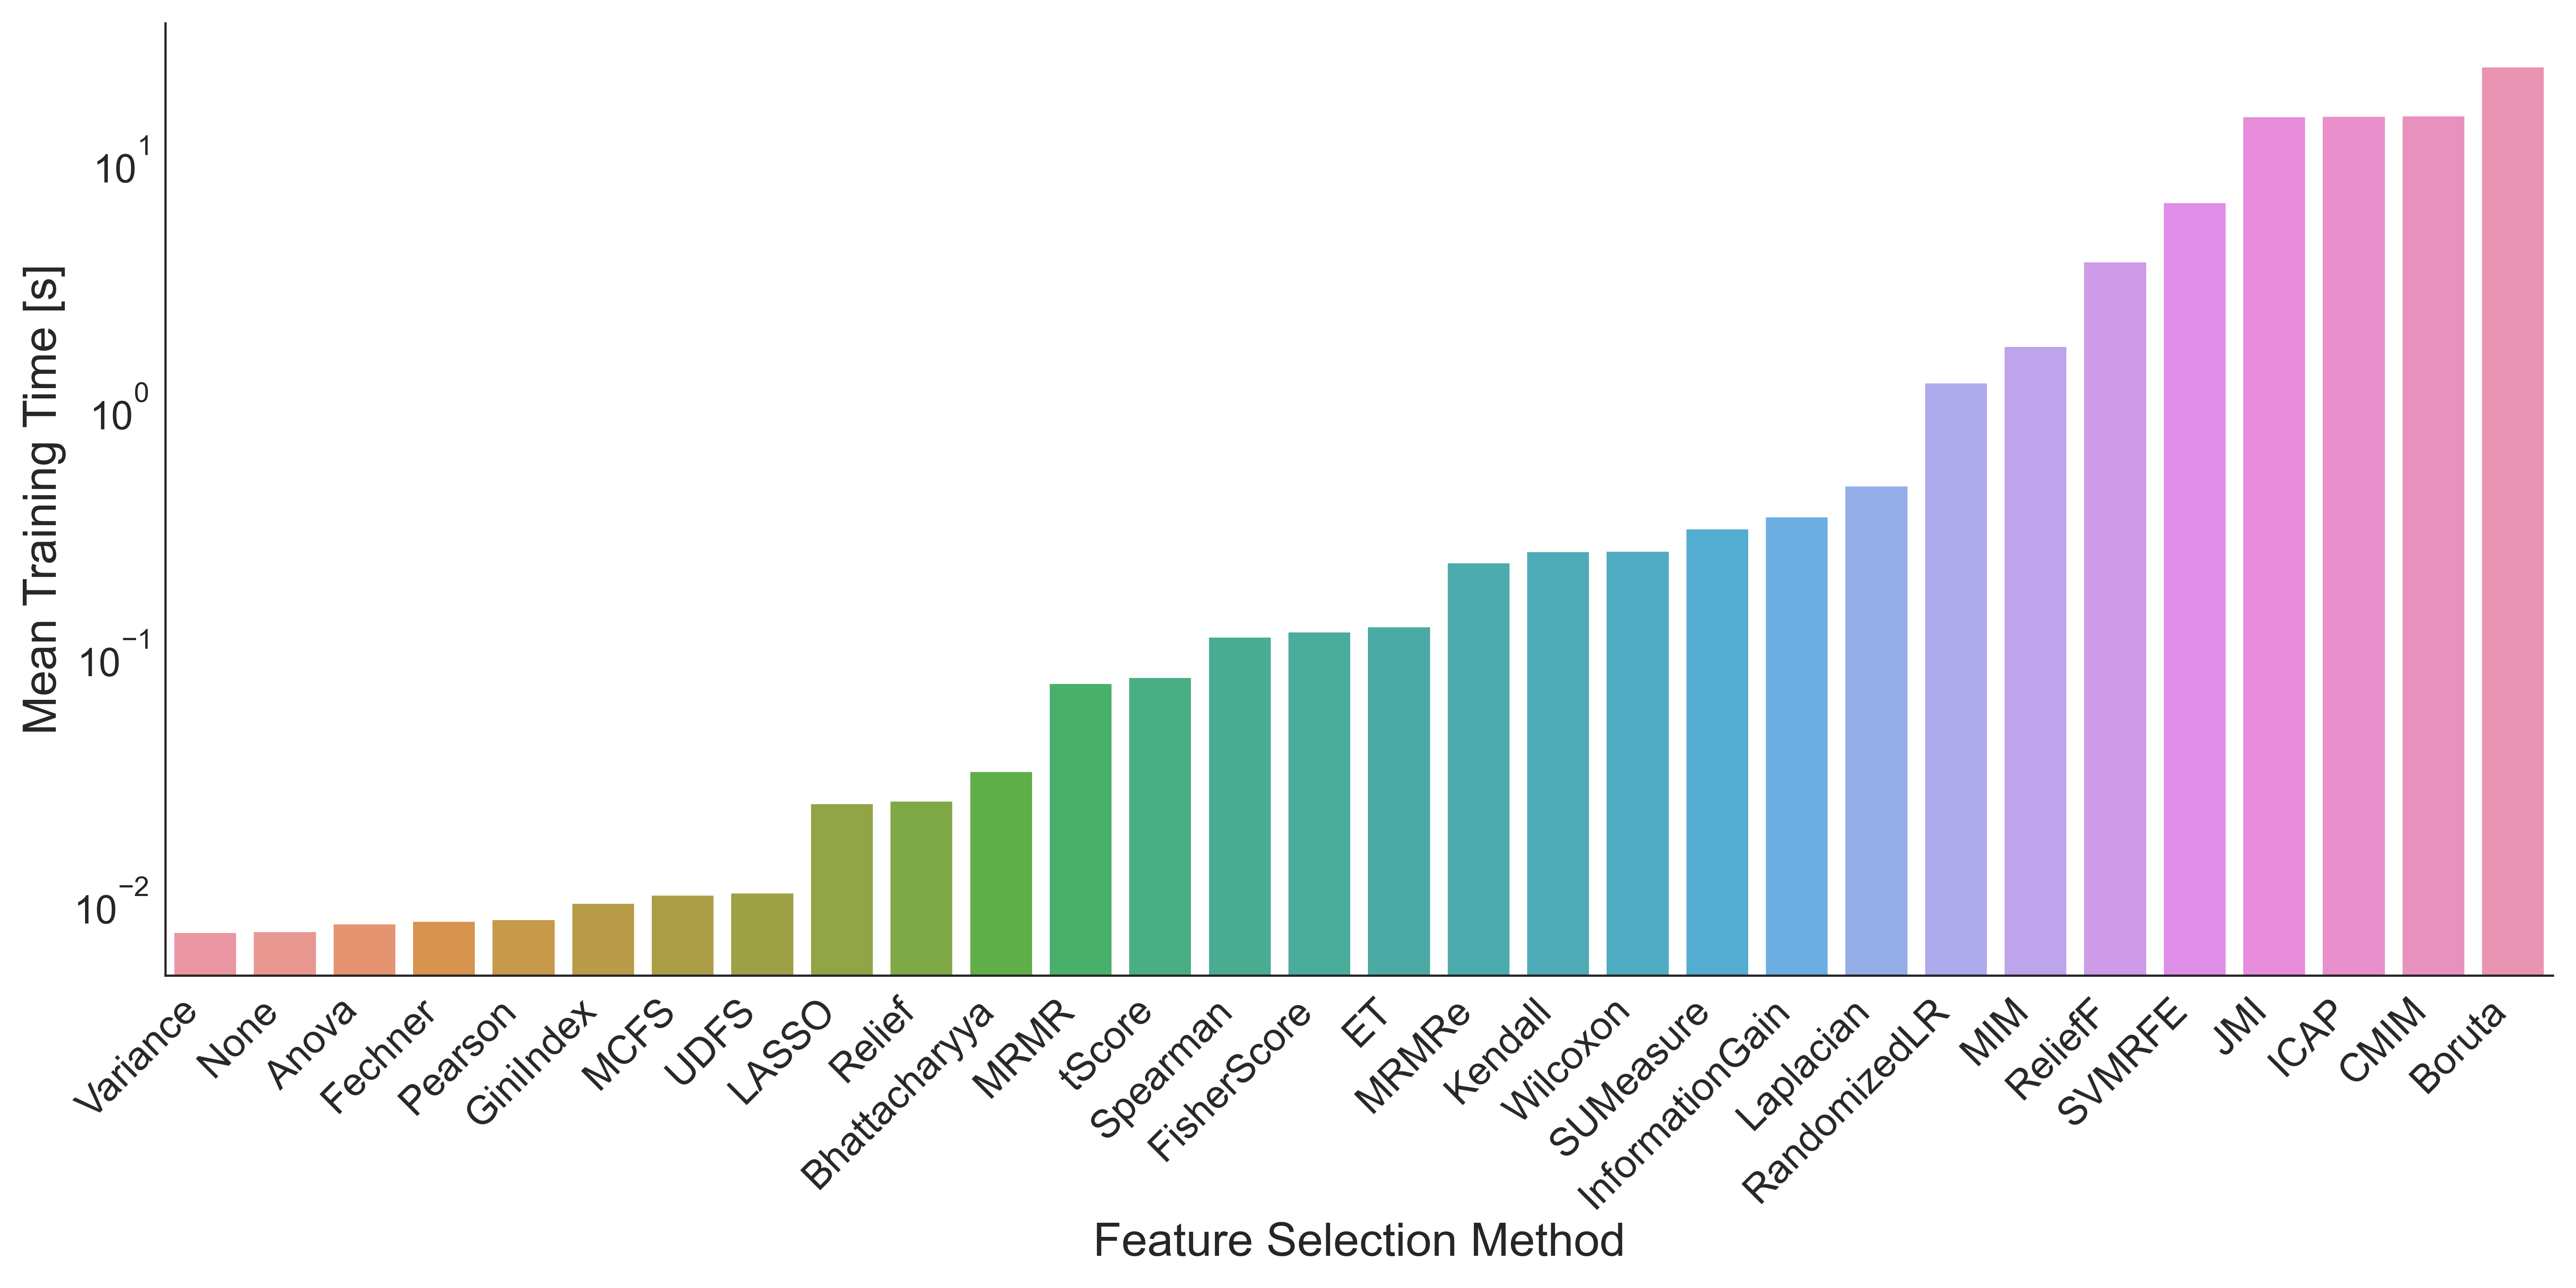 Mean Training Time [s]
10^1
10^0
10^−1
10^−2
Variance
None
Anova
Fechner
Pearson
GiniIndex
MCFS
UDFS
LASSO
Relief
Bhattacharyya
MRMR
tScore
Spearman
FisherScore
ET
MRMRe
Kendall
Wilcoxon
SUMeasure
InformationGain
Laplacian
RandomizedLR
MIM
ReliefF
SVMRFE
JMI
ICAP
CMIM
Boruta
Feature Selection Method